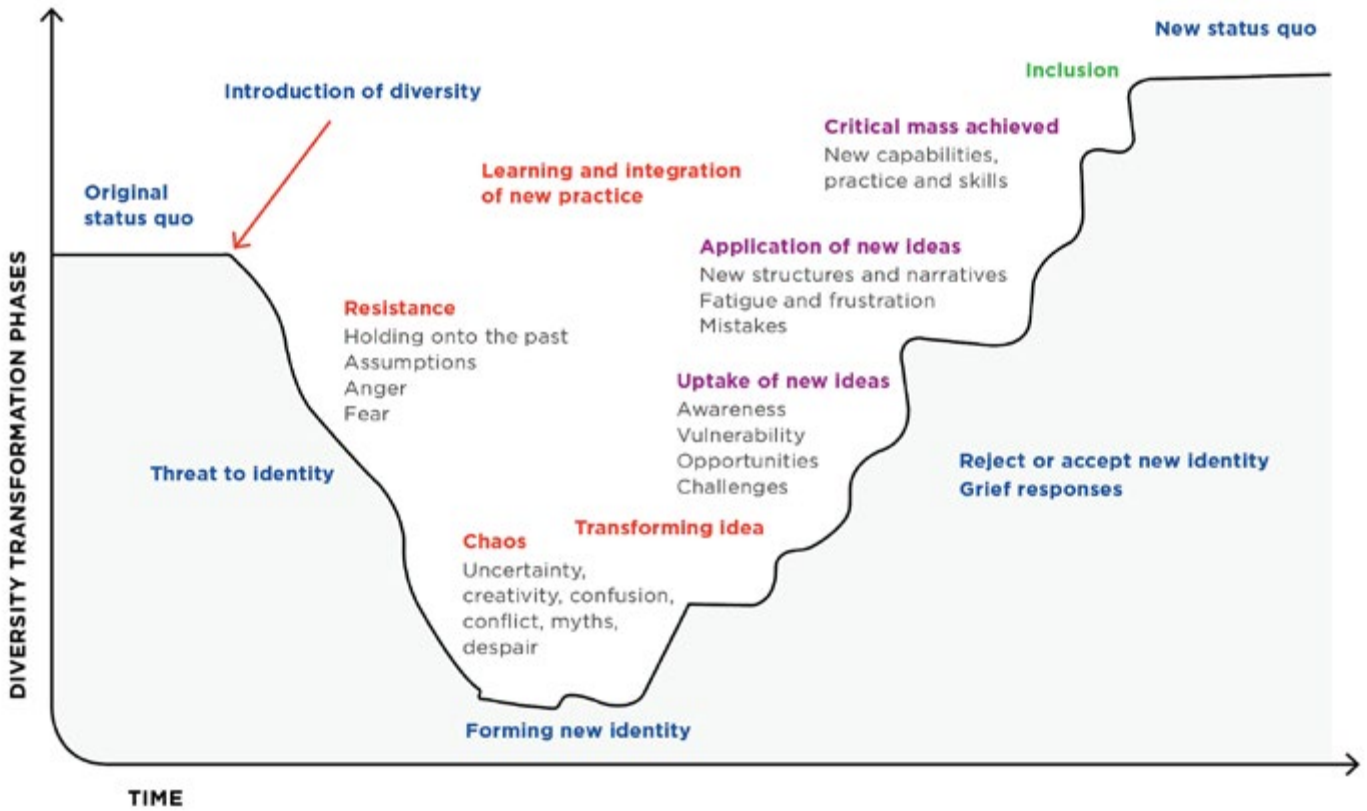 New status quo
Inclusion
Introduction of diversity
Critical mass achieved
New capabilities,
practice and skills
Learning and integration
of new practice
Original
status quo
Application of new ideas
New structures and narratives
Fatigue and frustration
Mistakes
Resistance
Holding onto the past
Assumptions
Anger
Fear
Uptake of new ideas
Awareness
Vulnerability
Opportunities
Challenges
Threat to identity
Reject or accept new identity
Grief responses
Transforming idea
Chaos
Uncertainty,
creativity, confusion,
conflict, myths,
despair
Forming new identity
DIVERSITY TRANSFORMATION PHASES
TIME